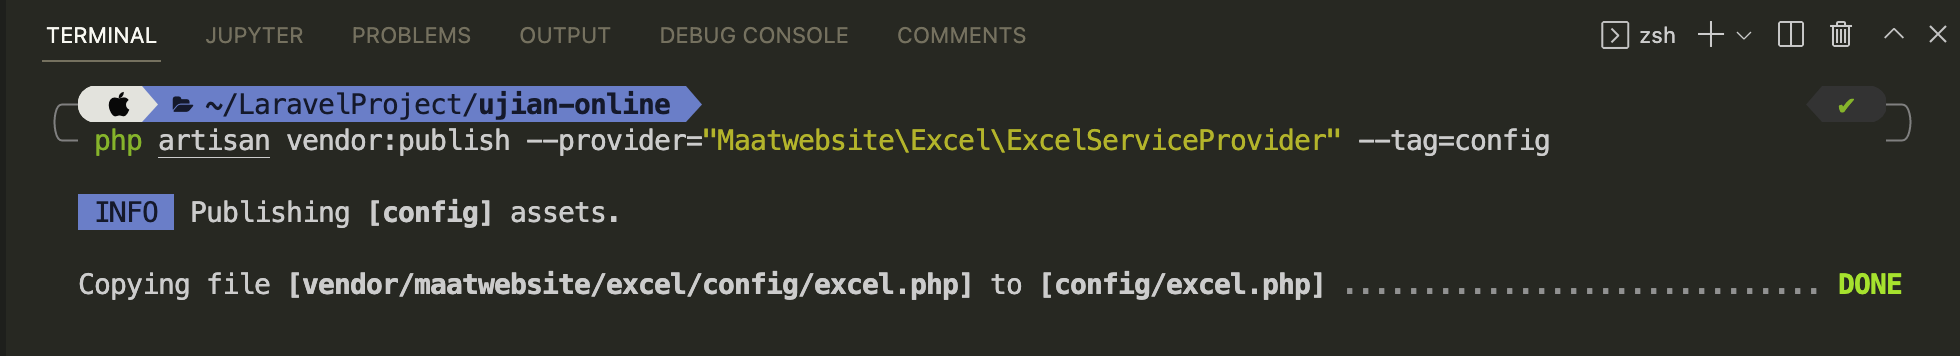 TERMINAL JUPYTER PROBLEMS OUTPUT DEBUG CONSOLE COMMENTS zsh
~/LaravelProject/ujian-online
php artisan vendor:publish --provider="Maatwebsite\Excel\ExcelServiceProvider" --tag=config
INFO Publishing [config] assets.
Copying file [vendor/maatwebsite/excel/config/excel.php] to [config/excel.php] .............................. DONE